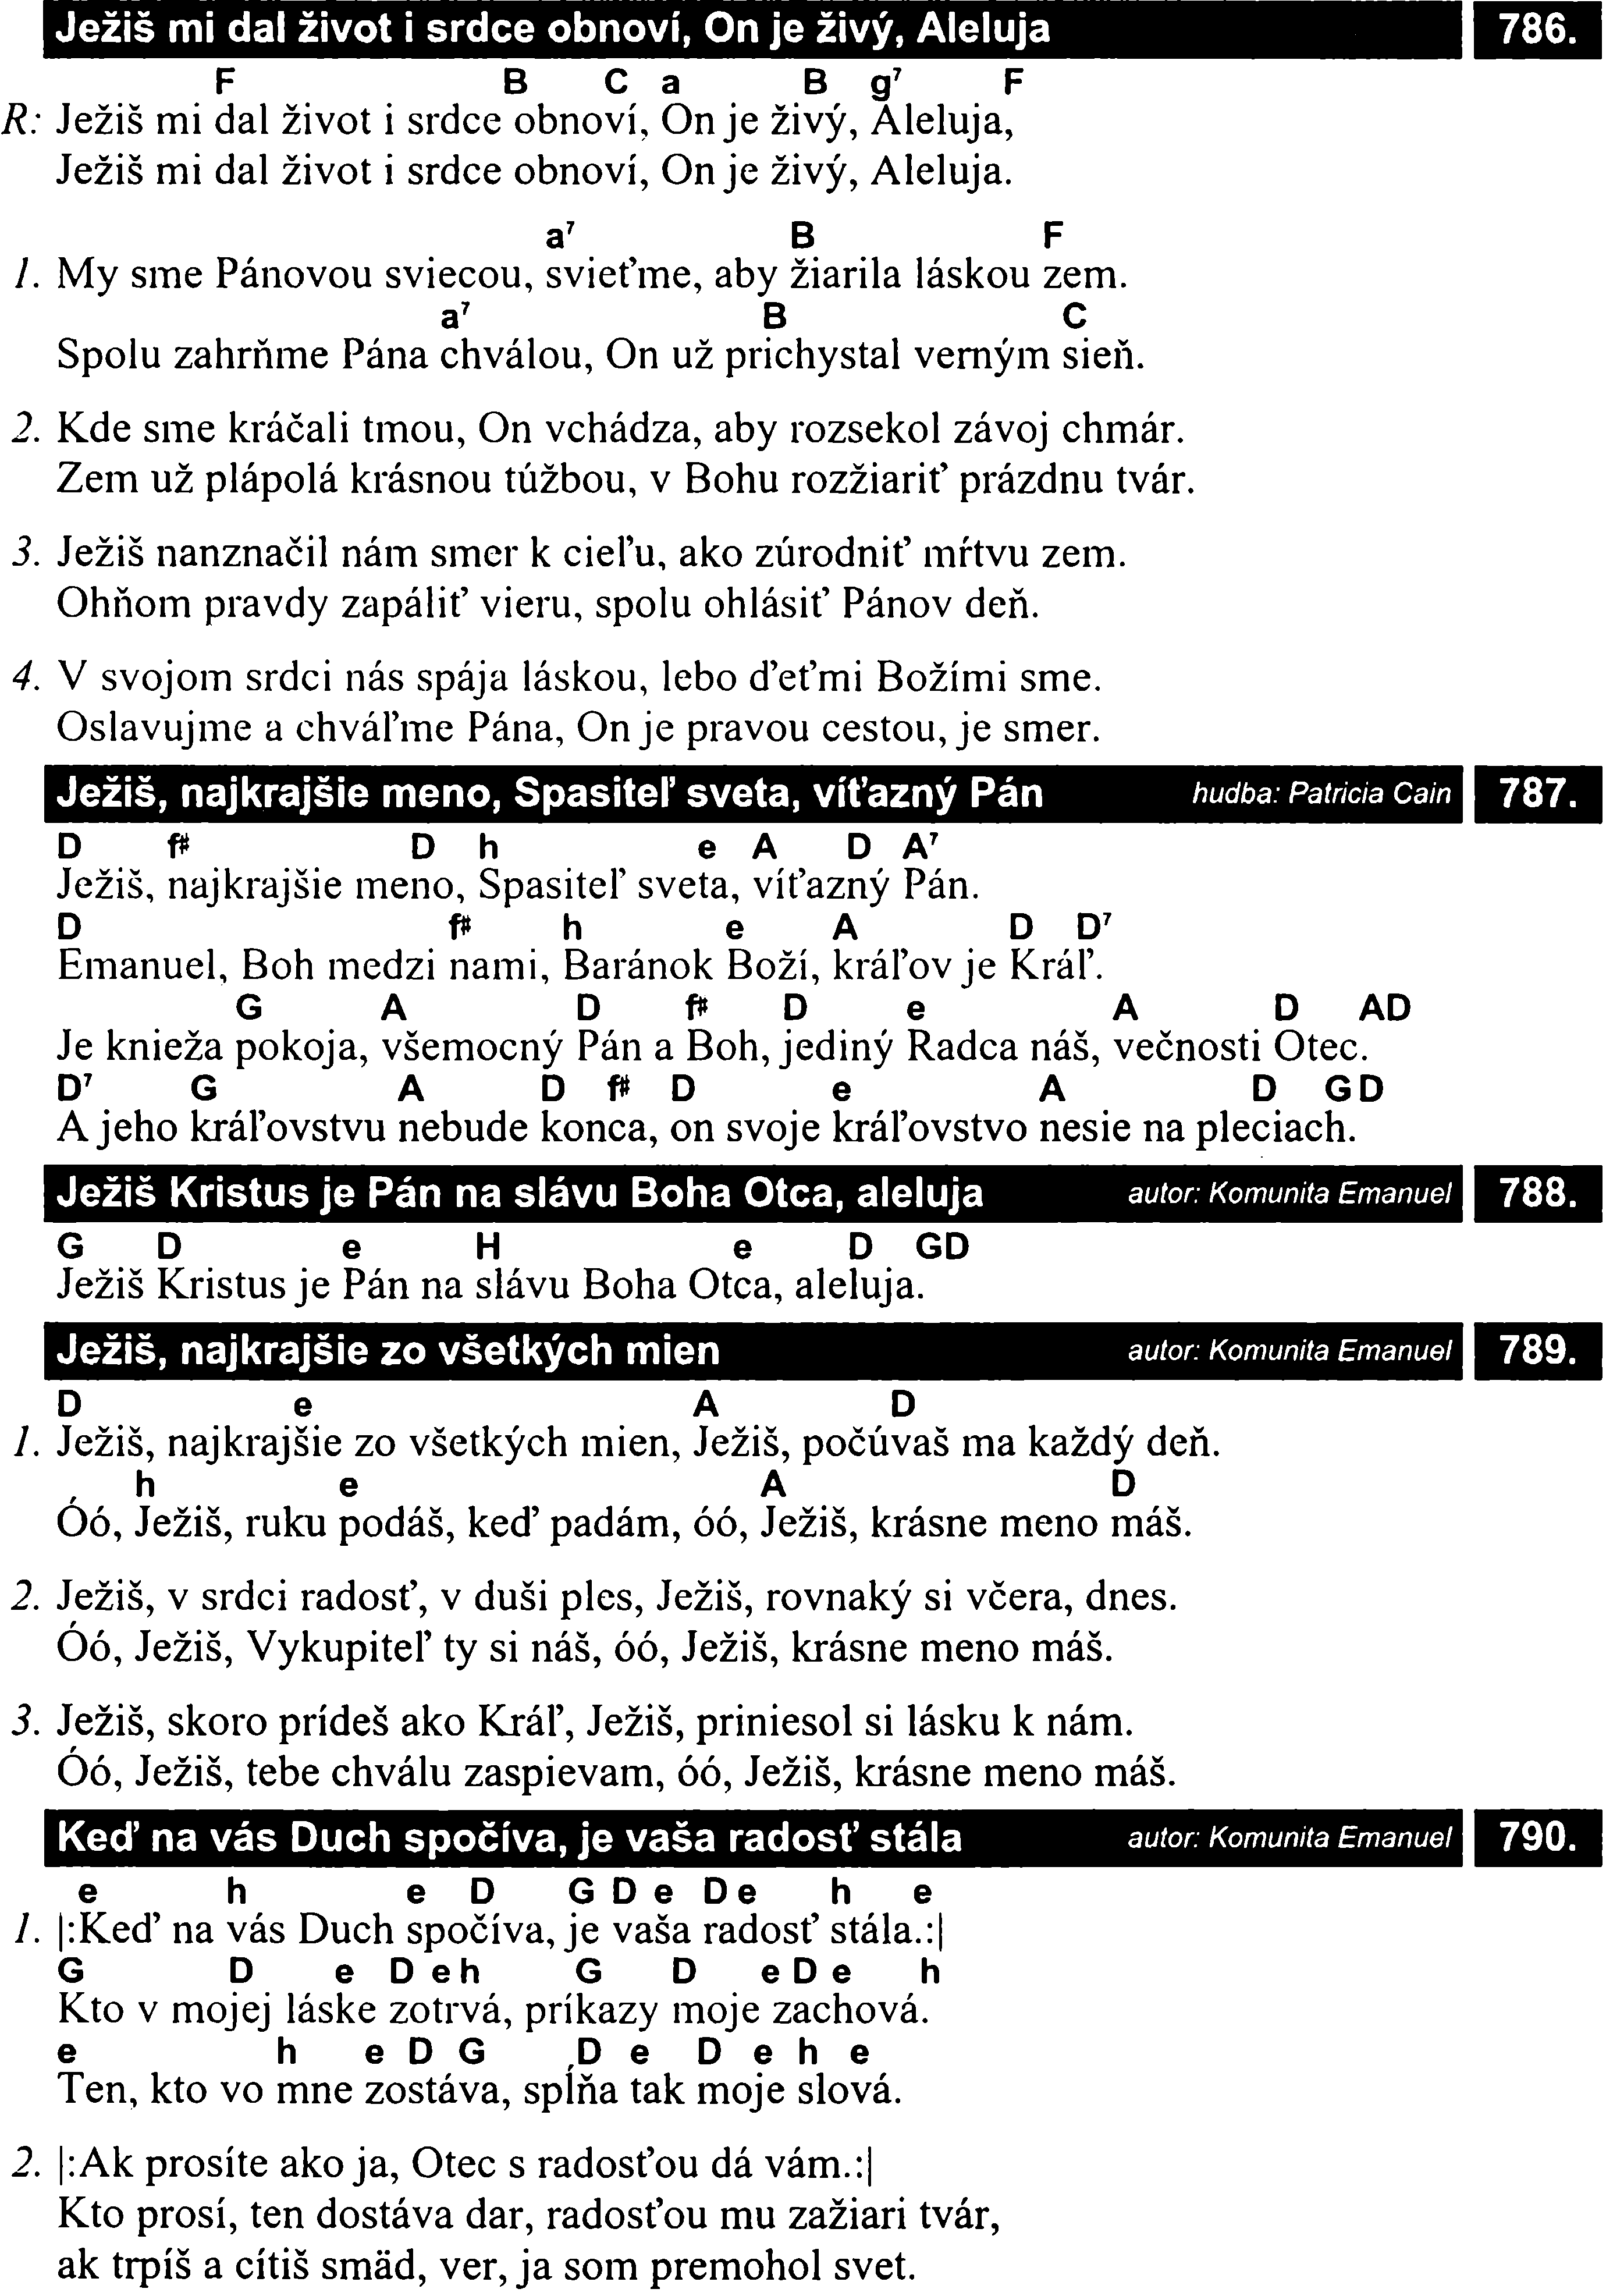 Ježiš mi dal život i srdce obnoví, On je živý, Aleluja 786.
F B C a B g⁷ F
R: Ježiš mi dal život i srdce obnoví, On je živý, Aleluja,
Ježiš mi dal život i srdce obnoví, On je živý, Aleluja.
a⁷ B F
1. My sme Pánovou sviecou, svieťme, aby žiarila láskou zem.
a⁷ B C
Spolu zahrňme Pána chválou, On už prichystal verným sieň.
2. Kde sme kráčali tmou, On vchádza, aby rozsekol závoj chmár.
Zem už plápolá krásnou túžbou, v Bohu rozžiariť prázdnu tvár.
3. Ježiš nanznačil nám smer k cieľu, ako zúrodniť mŕtvu zem.
Ohňom pravdy zapáliť vieru, spolu ohlásiť Pánov deň.
4. V svojom srdci nás spája láskou, lebo ďeťmi Božími sme.
Oslavujme a chváľme Pána, On je pravou cestou, je smer.
Ježiš, najkrajšie meno, Spasiteľ sveta, víťazný Pán hudba: Patricia Cain 787.
D f# D h e A D A⁷
Ježiš, najkrajšie meno, Spasiteľ sveta, víťazný Pán.
D f# h e A D D⁷
Emanuel, Boh medzi nami, Baránok Boží, kráľov je Kráľ.
G A D f# D e A D AD
Je knieža pokoja, všemocný Pán a Boh, jediný Radca náš, večnosti Otec.
D⁷ G A D f# D e A D GD
A jeho kráľovstvu nebude konca, on svoje kráľovstvo nesie na pleciach.
Ježiš Kristus je Pán na slávu Boha Otca, aleluja autor: Komunita Emanuel 788.
G D e H e D GD
Ježiš Kristus je Pán na slávu Boha Otca, aleluja.
Ježiš, najkrajšie zo všetkých mien autor: Komunita Emanuel 789.
D e A D
1. Ježiš, najkrajšie zo všetkých mien, Ježiš, počúvaš ma každý deň.
h e A D
Óó, Ježiš, ruku podáš, keď padám, óó, Ježiš, krásne meno máš.
2. Ježiš, v srdci radosť, v duši ples, Ježiš, rovnaký si včera, dnes.
Óó, Ježiš, Vykupiteľ ty si náš, óó, Ježiš, krásne meno máš.
3. Ježiš, skoro prídeš ako Kráľ, Ježiš, priniesol si lásku k nám.
Óó, Ježiš, tebe chválu zaspievam, óó, Ježiš, krásne meno máš.
Keď na vás Duch spočíva, je vaša radosť stála autor: Komunita Emanuel 790.
e h e D G D e D e h e
1. |:Keď na vás Duch spočíva, je vaša radosť stála.:|
G D e D e h G D e D e h
Kto v mojej láske zotrvá, príkazy moje zachová.
e h e D G D e D e h e
Ten, kto vo mne zostáva, spĺňa tak moje slová.
2. |:Ak prosíte ako ja, Otec s radosťou dá vám.:|
Kto prosí, ten dostáva dar, radosťou mu zažiari tvár,
ak trpíš a cítiš smäd, ver, ja som premohol svet.